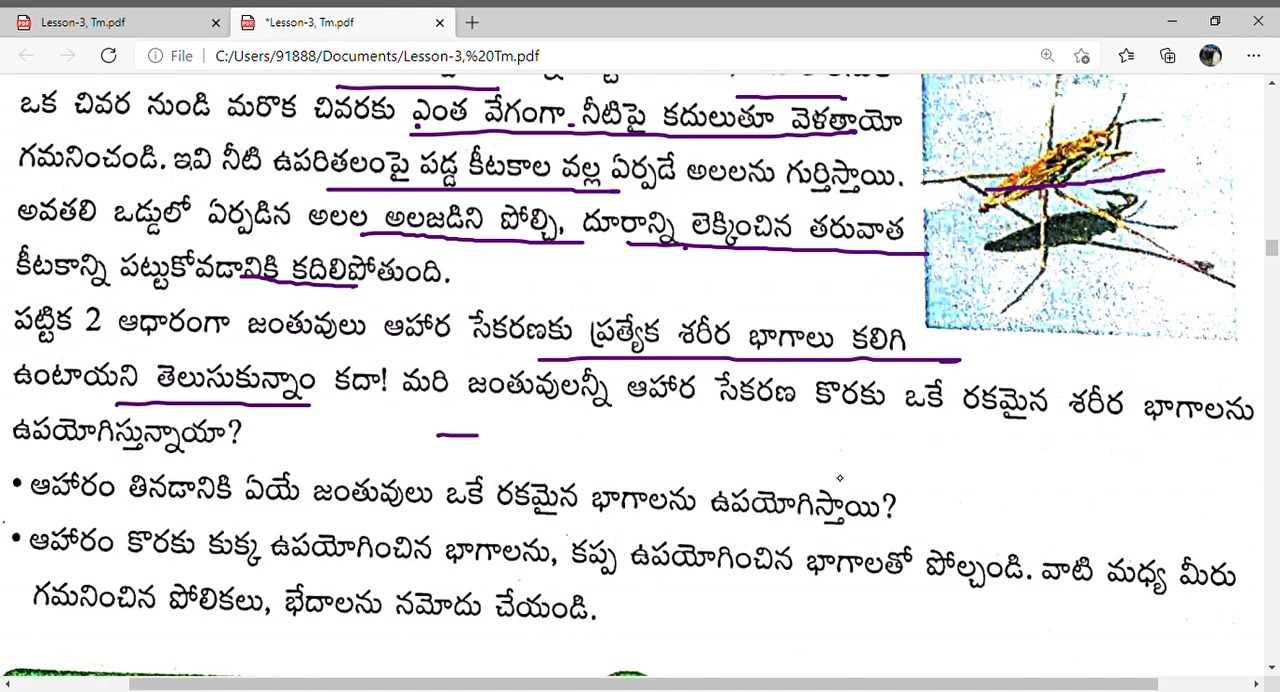 Lesson-3, Tm.pdf
*Lesson-3, Tm.pdf
File
C:/Users/91888/Documents/Lesson-3,%20Tm.pdf
ఒక చివర నుండి మరొక చివరకు ఎంత వేగంగా నీటిపై కదులుతూ వెళతాయో
గమనించండి. ఇవి నీటి ఉపరితలంపై పడ్డ కీటకాల వల్ల ఏర్పడే అలలను గుర్తిస్తాయి.
అవతలి ఒడ్డులో ఏర్పడిన అలల అలజడిని పోల్చి, దూరాన్ని లెక్కించిన తరువాత
కీటకాన్ని పట్టుకోవడానికి కదిలిపోతుంది.
పట్టిక 2 ఆధారంగా జంతువులు ఆహార సేకరణకు ప్రత్యేక శరీర భాగాలు కలిగి
ఉంటాయని తెలుసుకున్నాం కదా! మరి జంతువులన్నీ ఆహార సేకరణ కొరకు ఒకే రకమైన శరీర భాగాలను
ఉపయోగిస్తున్నాయా?
• ఆహారం తినడానికి ఏయే జంతువులు ఒకే రకమైన భాగాలను ఉపయోగిస్తాయి?
• ఆహారం కొరకు కుక్క ఉపయోగించిన భాగాలను, కప్ప ఉపయోగించిన భాగాలతో పోల్చండి. వాటి మధ్య మీరు
గమనించిన పోలికలు, భేదాలను నమోదు చేయండి.